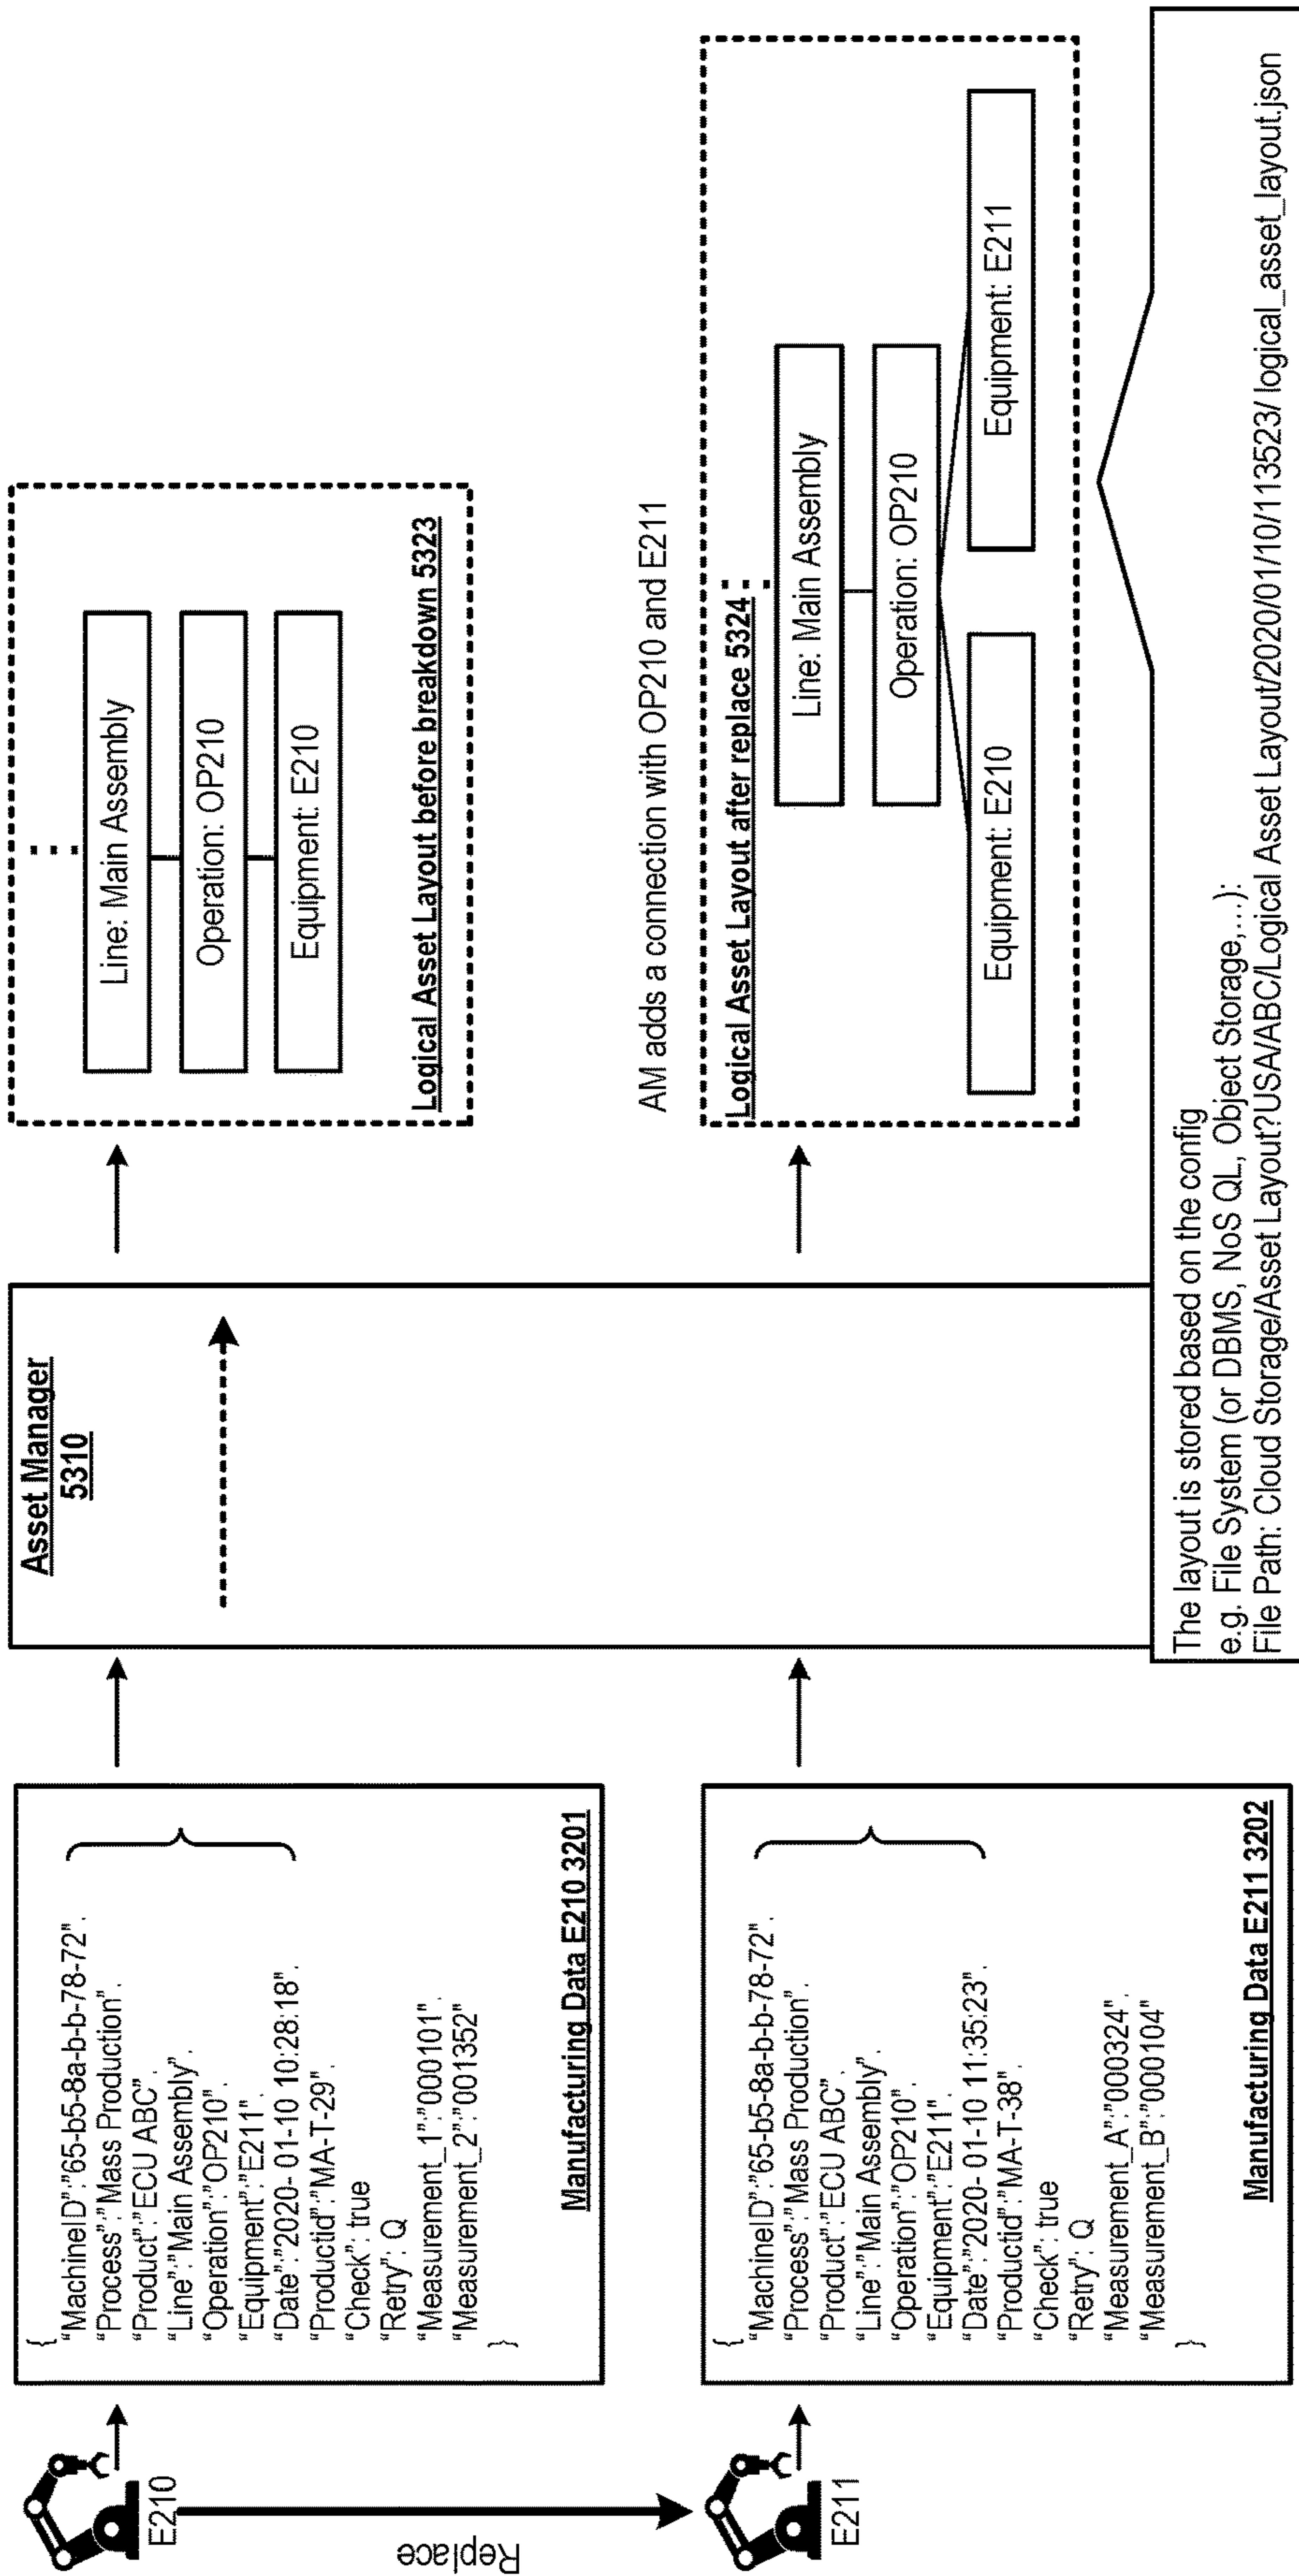 E210
Replace
E211
{
"MachineID":"65-b5-8a-b-b-78-72".
"Process":"Mass Production".
"Product":"ECU ABC".
"Line":"Main Assembly".
"Operation":"OP210".
"Equipment":"E211".
"Date":"2020- 01-10 10:28:18".
"Productid":"MA-T-29".
"Check": true
"Retry": Q
"Measurement_1":"000101".
"Measurement_2":"001352"
}
Manufacturing Data E210 3201
{
"MachineID":"65-b5-8a-b-b-78-72".
"Process":"Mass Production".
"Product":"ECU ABC".
"Line":"Main Assembly".
"Operation":"OP210".
"Equipment":"E211".
"Date":"2020- 01-10 11:35:23".
"Productid":"MA-T-38".
"Check": true
"Retry": Q
"Measurement_A":"000324".
"Measurement_B":"000104"
}
Manufacturing Data E211 3202
Asset Manager
5310
Line: Main Assembly
Operation: OP210
Equipment: E210
Logical Asset Layout before breakdown 5323
AM adds a connection with OP210 and E211
Logical Asset Layout after replace 5324
Line: Main Assembly
Operation: OP210
Equipment: E210
Equipment: E211
The layout is stored based on the config
e.g. File System (or DBMS, NoS QL, Object Storage,...):
File Path: Cloud Storage/Asset Layout?USA/ABC/Logical Asset Layout/2020/01/10/113523/ logical_asset_layout.json